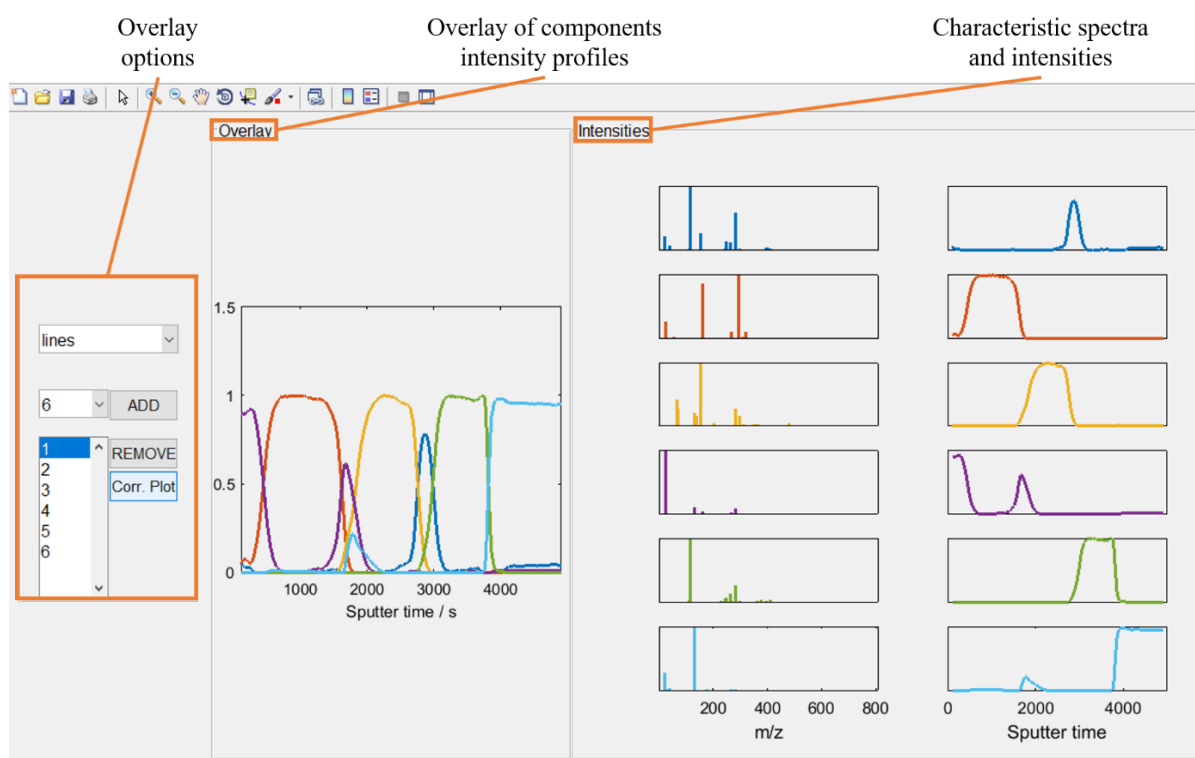 Overlay
options
Overlay of components
intensity profiles
Characteristic spectra
and intensities
Overlay
Intensities
lines
6
ADD
1
2
3
4
5
6
REMOVE
Corr. Plot
1.5
1
0.5
0
1000 2000 3000 4000
Sputter time / s
200 400 600 800
m/z
0 2000 4000
Sputter time